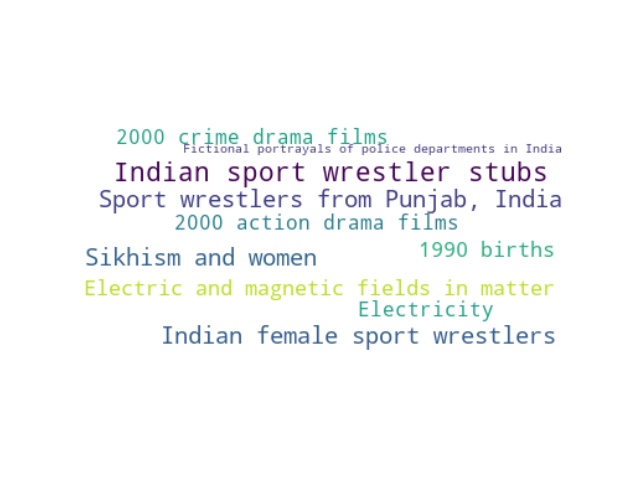 2000 crime drama films
Fictional portrayals of police departments in India
Indian sport wrestler stubs
Sport wrestlers from Punjab, India
2000 action drama films
1990 births
Sikhism and women
Electric and magnetic fields in matter
Electricity
Indian female sport wrestlers